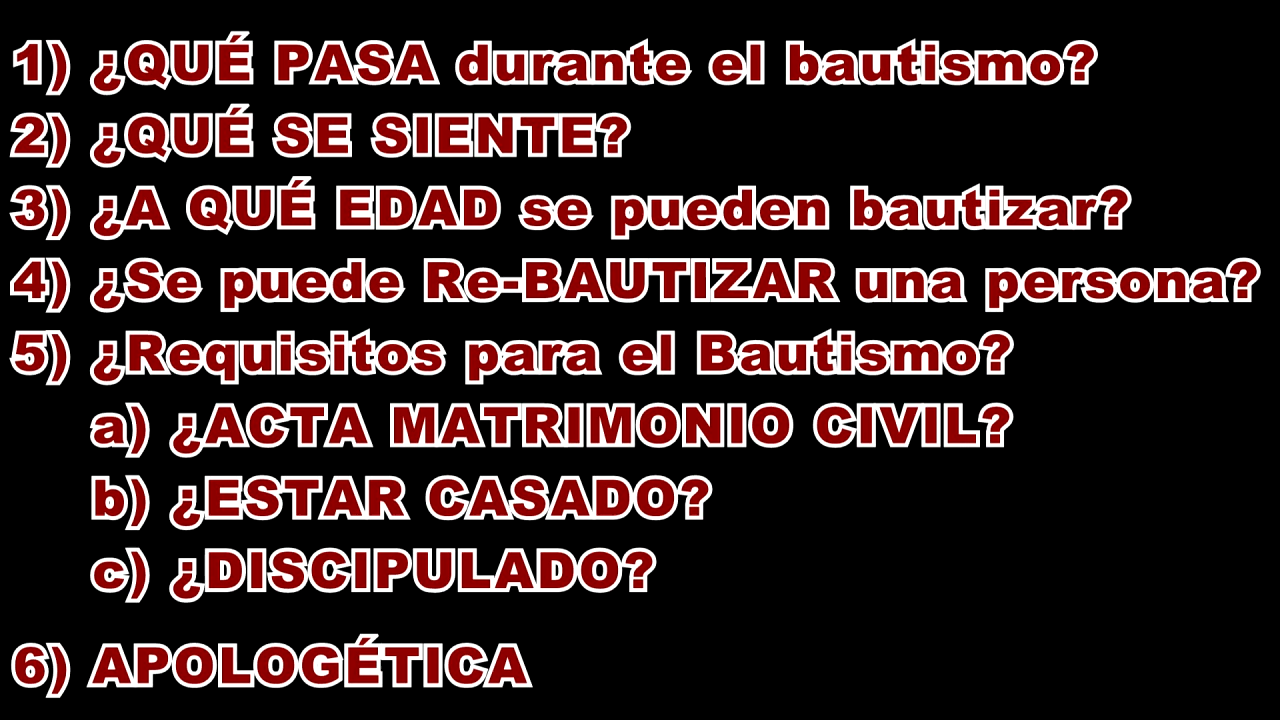 1) ¿QUÉ PASA durante el bautismo?
2) ¿QUÉ SE SIENTE?
3) ¿A QUÉ EDAD se pueden bautizar?
4) ¿Se puede Re-BAUTIZAR una persona?
5) ¿Requisitos para el Bautismo?
a) ¿ACTA MATRIMONIO CIVIL?
b) ¿ESTAR CASADO?
c) ¿DISCIPULADO?
6) APOLOGÉTICA